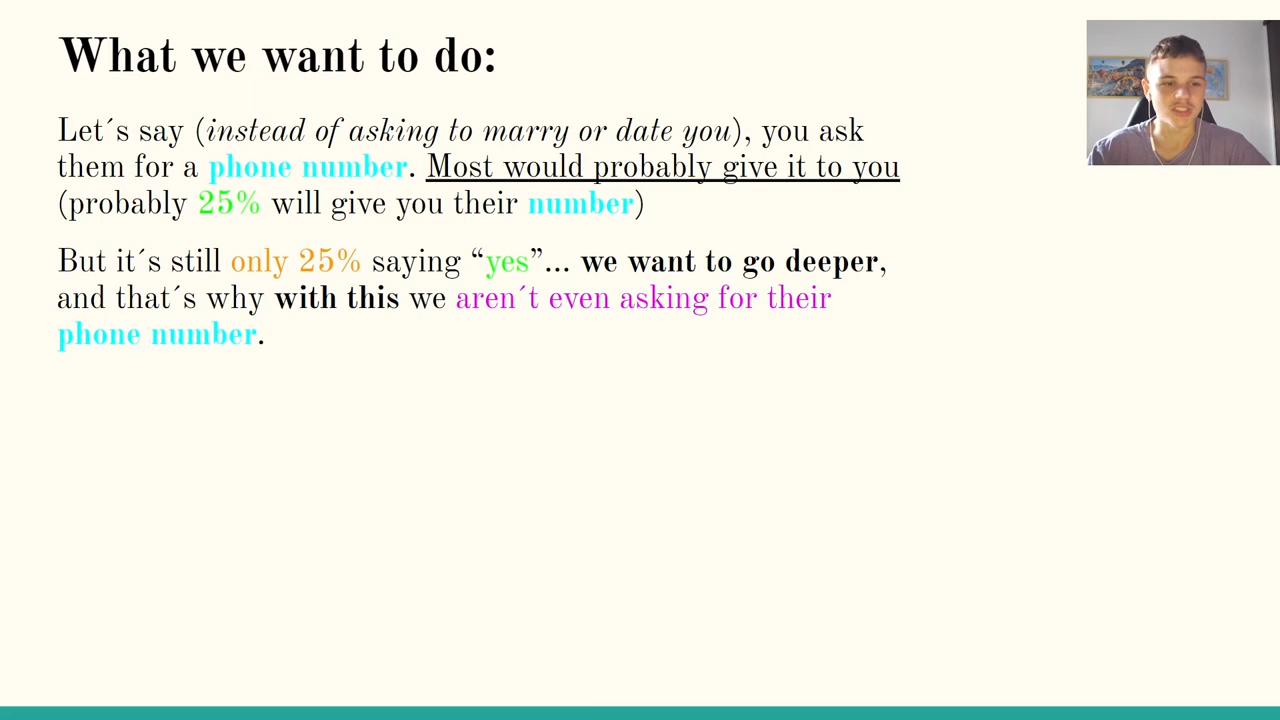 What we want to do:
Let´s say (instead of asking to marry or date you), you ask
them for a phone number. Most would probably give it to you
(probably 25% will give you their number)
But it´s still only 25% saying “yes”... we want to go deeper,
and that´s why with this we aren´t even asking for their
phone number.